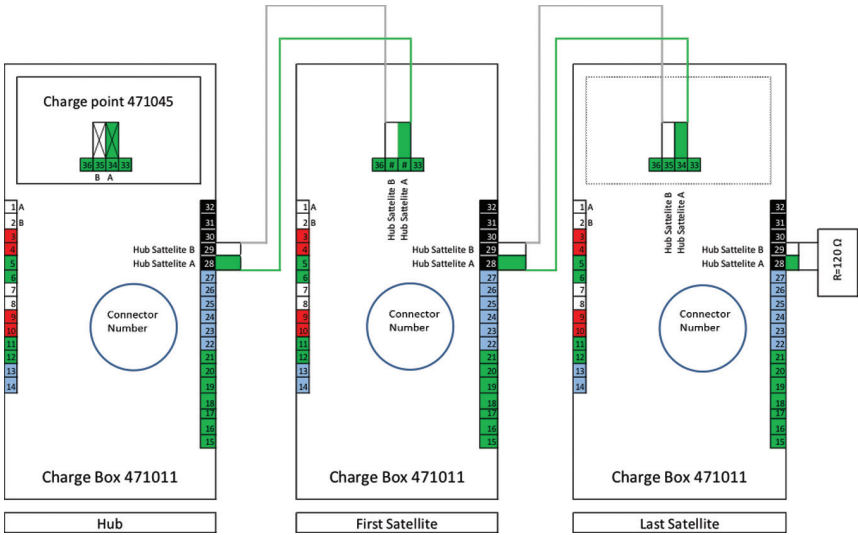 Charge point 471045
36 35 34 33
B A
1 A
2 B
3
4
5
6
7
8
9
10
11
12
13
14
32
31
30
Hub Sattelite B 29
Hub Sattelite A 28
27
26
25
24
23
22
21
20
19
18
17
16
15
Connector
Number
Charge Box 471011
Hub
36 # # 33
Hub Sattelite B
Hub Sattelite A
1 A
2 B
3
4
5
6
7
8
9
10
11
12
13
14
32
31
30
Hub Sattelite B 29
Hub Sattelite A 28
27
26
25
24
23
22
21
20
19
18
17
16
15
Connector
Number
Charge Box 471011
First Satellite
36 35 34 33
Hub Sattelite B
Hub Sattelite A
1 A
2 B
3
4
5
6
7
8
9
10
11
12
13
14
32
31
30
Hub Sattelite B 29
Hub Sattelite A 28
27
26
25
24
23
22
21
20
19
18
17
16
15
R=120 Ω
Connector
Number
Charge Box 471011
Last Satellite